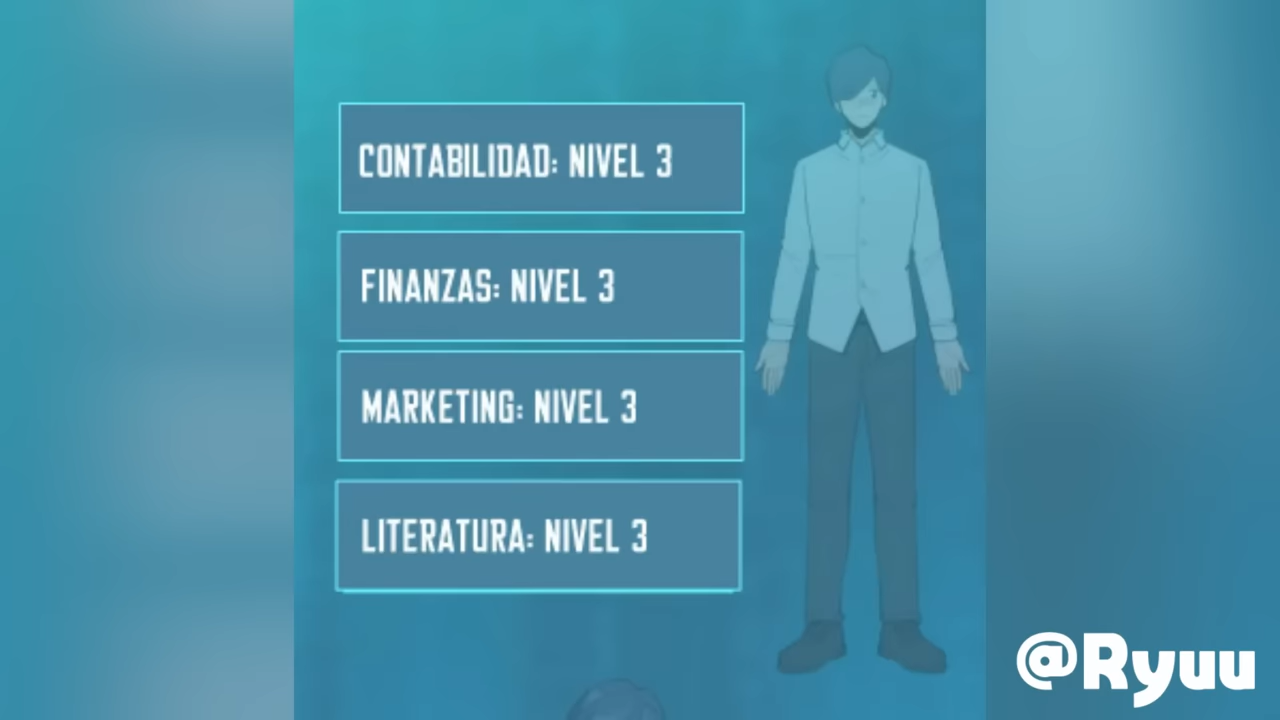 CONTABILIDAD: NIVEL 3
FINANZAS: NIVEL 3
MARKETING: NIVEL 3
LITERATURA: NIVEL 3
@Ryuu